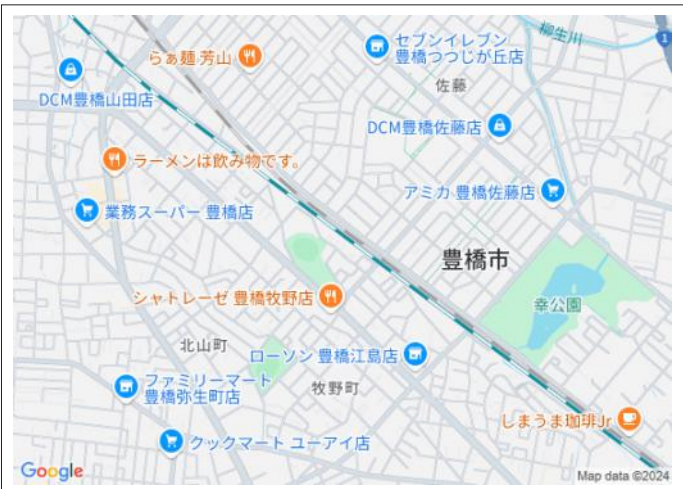 柳生川
1
らぁ麺 芳山
セブンイレブン
豊橋つつじが丘店
佐藤
DCM豊橋山田店
DCM豊橋佐藤店
ラーメンは飲み物です。
アミカ 豊橋佐藤店
業務スーパー 豊橋店
豊橋市
シャトレーゼ 豊橋牧野店
幸公園
北山町
ローソン 豊橋江島店
ファミリーマート
豊橋弥生町店
牧野町
しまうま珈琲Jr
クックマート ユーアイ店
Google
Map data ©2024